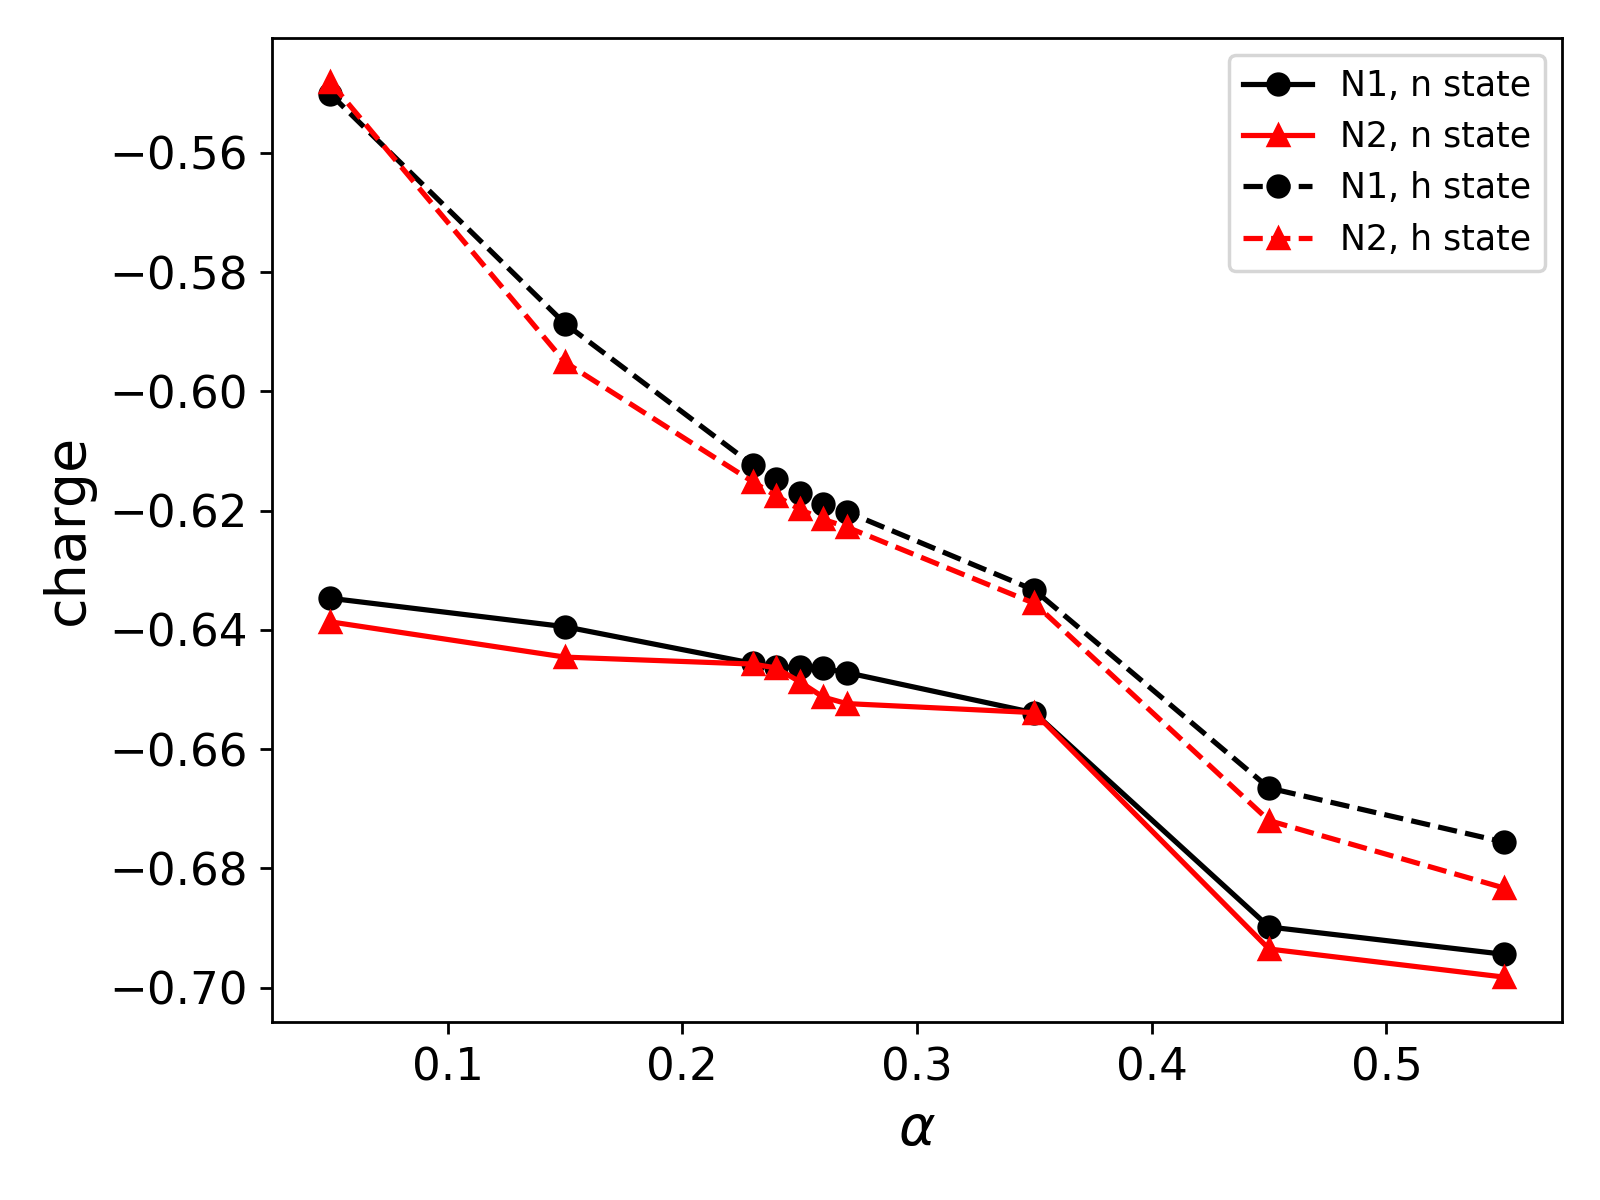 N1, n state
N2, n state
N1, h state
N2, h state
−0.56
−0.58
−0.60
−0.62
−0.64
−0.66
−0.68
−0.70
charge
0.1 0.2 0.3 0.4 0.5
α